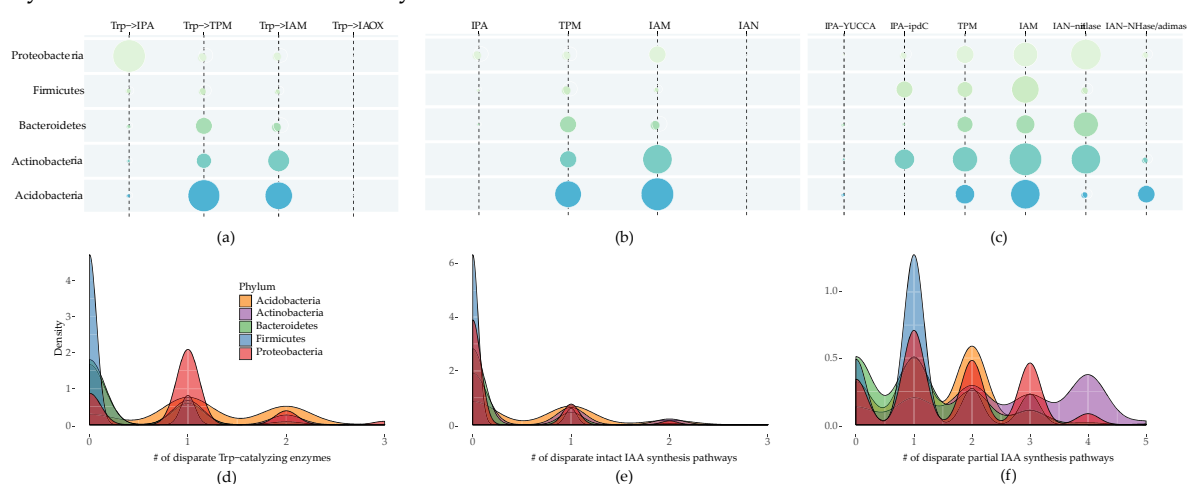 Trp–>IPA Trp–>TPM Trp–>IAM Trp–>IAOX
IPA TPM IAM IAN
IPA–YUCCA IPA–ipdC TPM IAM IAN–nitilase IAN–NHase/adimase
Proteobacteria
Firmicutes
Bacteroidetes
Actinobacteria
Acidobacteria
(a)
(b)
(c)
Density
4
3
2
1
0
Phylum
Acidobacteria
Actinobacteria
Bacteroidetes
Firmicutes
Proteobacteria
0 1 2 3
# of disparate Trp–catalyzing enzymes
(d)
6
4
2
0
0 1 2 3
# of disparate intact IAA synthesis pathways
(e)
1.0
0.5
0.0
0 1 2 3 4 5
# of disparate partial IAA synthesis pathways
(f)